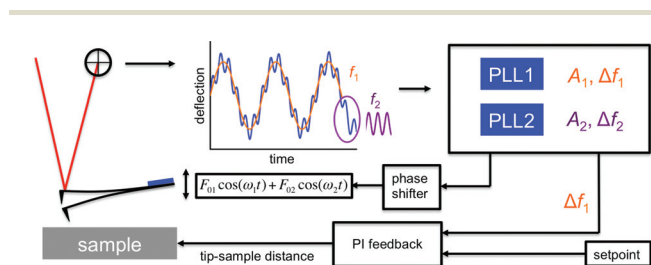 deflection
f₁
f₂
time
PLL1
A₁, Δf₁
PLL2
A₂, Δf₂
F₀₁ cos(ω₁t) + F₀₂ cos(ω₂t)
phase
shifter
Δf₁
sample
tip-sample distance
PI feedback
setpoint